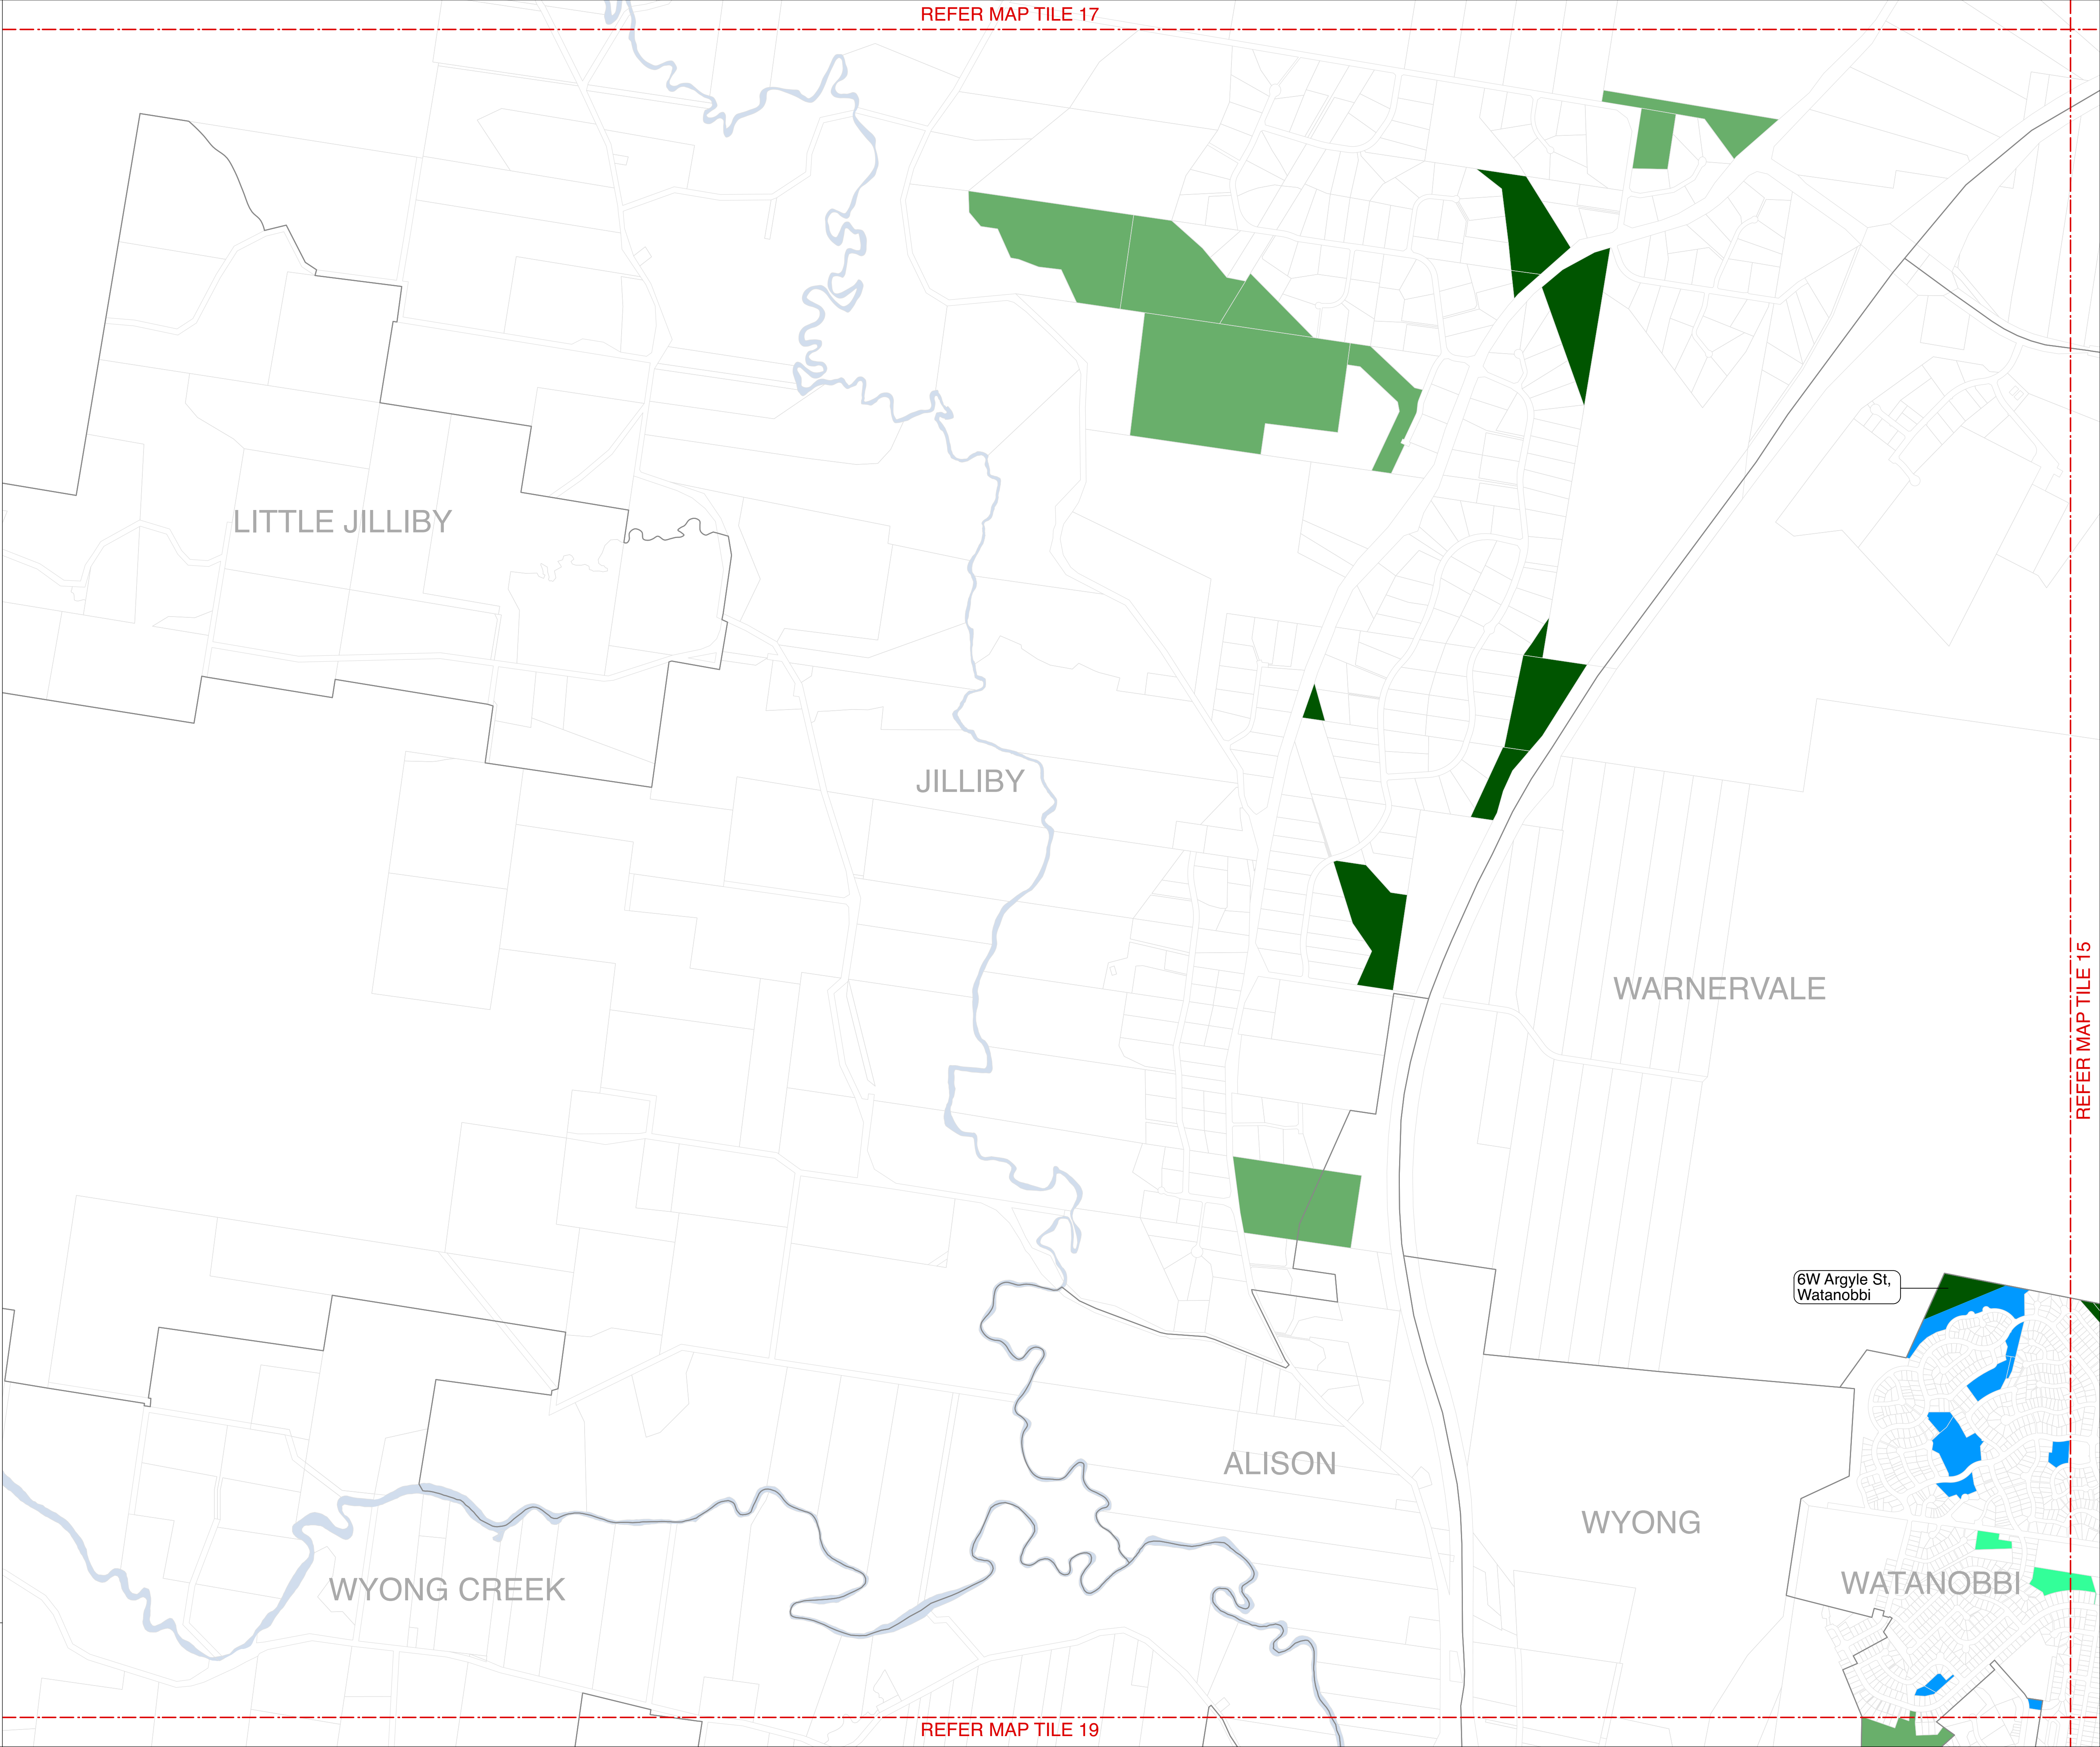 REFER MAP TILE 17
LITTLE JILLIBY
JILLIBY
WARNERVALE
REFER MAP TILE 15
6W Argyle St,
Watanobbi
ALISON
WYONG
WATANOBBI
WYONG CREEK
REFER MAP TILE 19